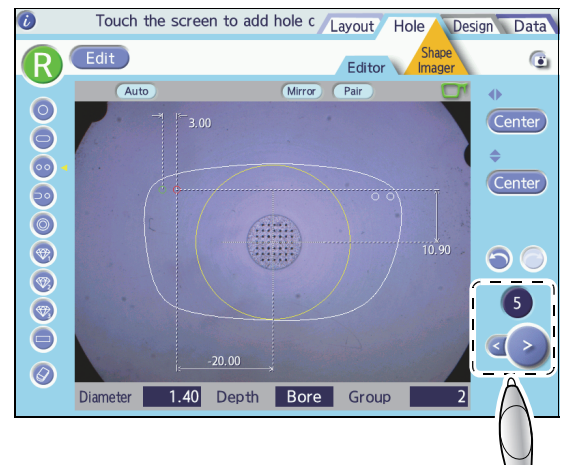 i Touch the screen to add hole c Layout Hole Design Data
R Edit Editor Shape
Imager
Auto Mirror Pair
3.00
Center
Center
10.90
5
< >
-20.00
Diameter 1.40 Depth Bore Group 2